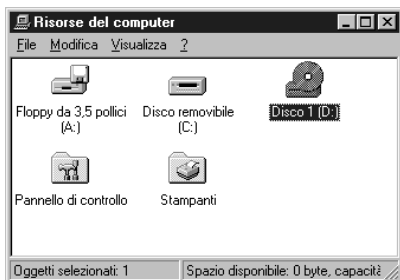 Risorse del computer
File Modifica Visualizza ?
Floppy da 3,5 pollici (A:)
Disco removibile (C:)
Disco 1 (D:)
Pannello di controllo
Stampanti
Oggetti selezionati: 1
Spazio disponibile: 0 byte, capacità